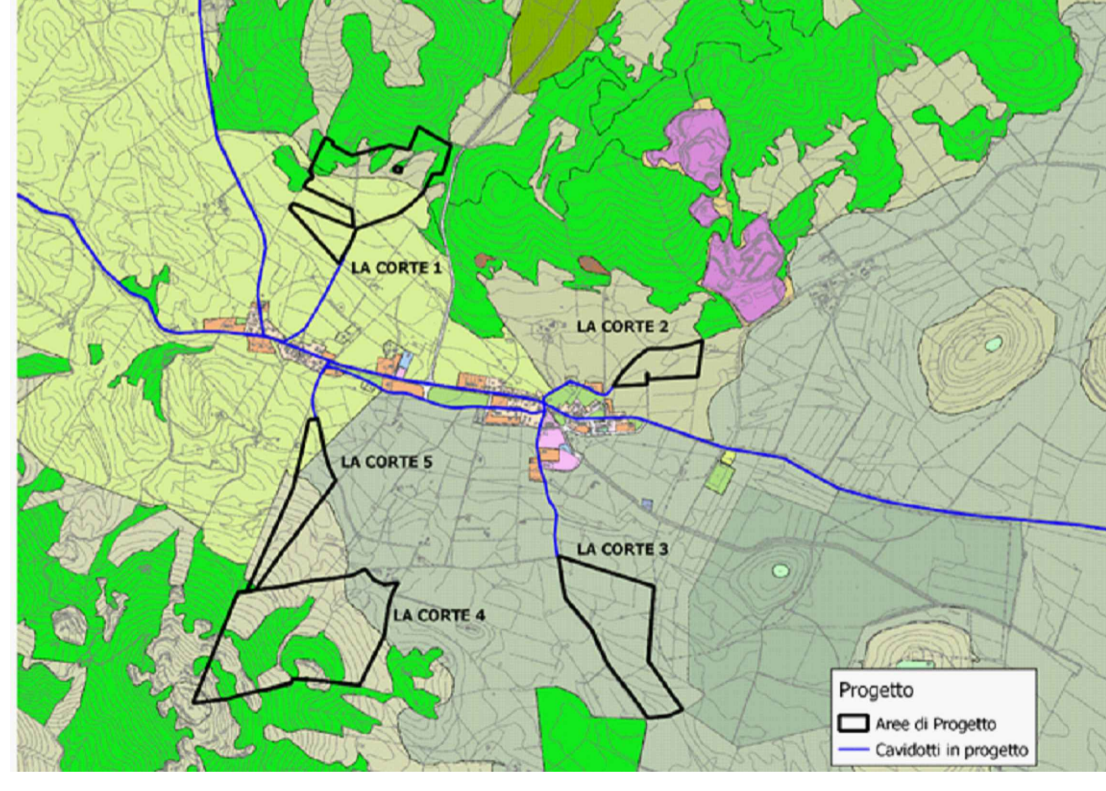 LA CORTE 1
LA CORTE 2
LA CORTE 5
LA CORTE 3
LA CORTE 4
Progetto
Aree di Progetto
Cavidotti in progetto